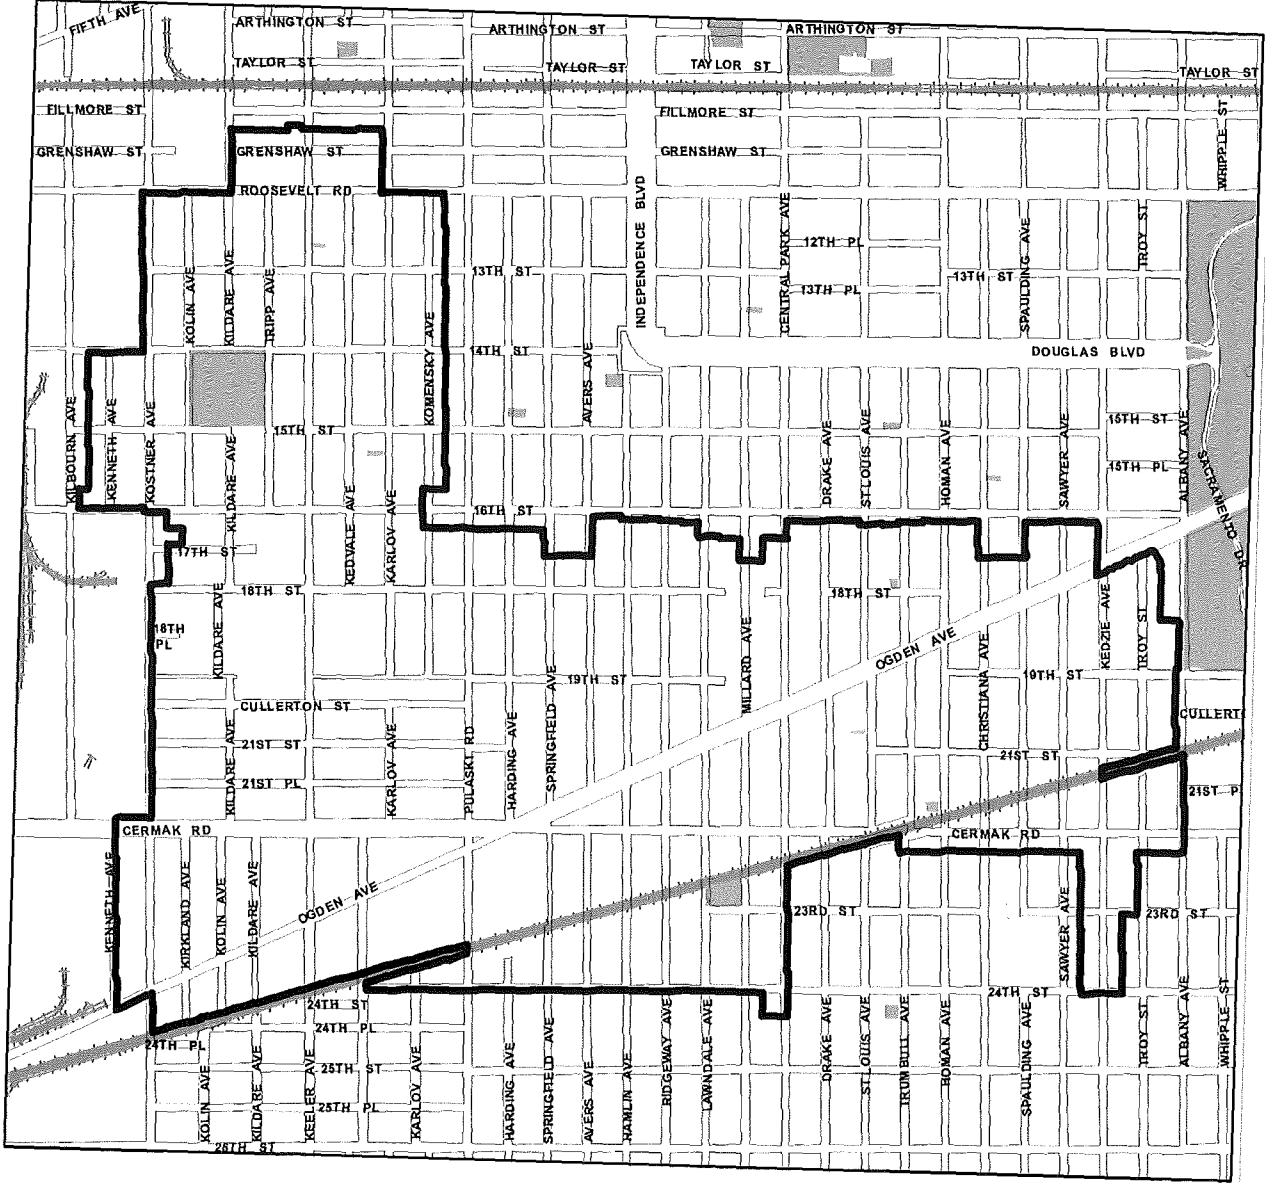 FIFTH AVE
ARTHINGTON ST
ARTHINGTON ST
ARTHINGTON ST
TAYLOR ST
TAYLOR ST
TAYLOR ST
TAYLOR ST
FILLMORE ST
FILLMORE ST
GRENSHAW ST
GRENSHAW ST
GRENSHAW ST
WHIPPLE ST
ROOSEVELT RD
INDEPENDENCE BLVD
CENTRAL PARK AVE
12TH PL
SPAULDING AVE
TROY ST
KOLIN AVE
KILDARE AVE
TRIPP AVE
13TH ST
13TH ST
13TH PL
KOMENSKY AVE
14TH ST
DOUGLAS BLVD
AVERS AVE
KILBOURN AVE
KENNETH AVE
KOSTNER AVE
KILDARE AVE
15TH ST
DRAKE AVE
ST LOUIS AVE
HOMAN AVE
SAWYER AVE
15TH ST
15TH PL
ALBANY AVE
SACRAMENTO DR
KEDVALE AVE
KARLOV AVE
16TH ST
17TH ST
18TH ST
18TH ST
18TH
PL
KILDARE AVE
MILLARD AVE
OGDEN AVE
CHRISTIANA AVE
KEDZIE AVE
TROY ST
19TH ST
19TH ST
CULLERTON ST
CULLERT
21ST ST
21ST ST
21ST PL
21ST P
KILDARE AVE
KARLOV AVE
PULASKI RD
HARDING AVE
SPRINGFIELD AVE
CERMAK RD
CERMAK RD
KENNETH AVE
KIRKLAND AVE
KOLIN AVE
KILDARE AVE
OGDEN AVE
23RD ST
23RD ST
SAWYER AVE
24TH ST
24TH ST
24TH PL
24TH PL
25TH ST
25TH PL
26TH ST
KOLIN AVE
KILDARE AVE
KEELER AVE
KARLOV AVE
HARDING AVE
SPRINGFIELD AVE
AVERS AVE
HAMLIN AVE
RIDGEWAY AVE
LAWNDALE AVE
DRAKE AVE
ST LOUIS AVE
TRUMBULL AVE
HOMAN AVE
SPAULDING AVE
TROY ST
ALBANY AVE
WHIPPLE ST